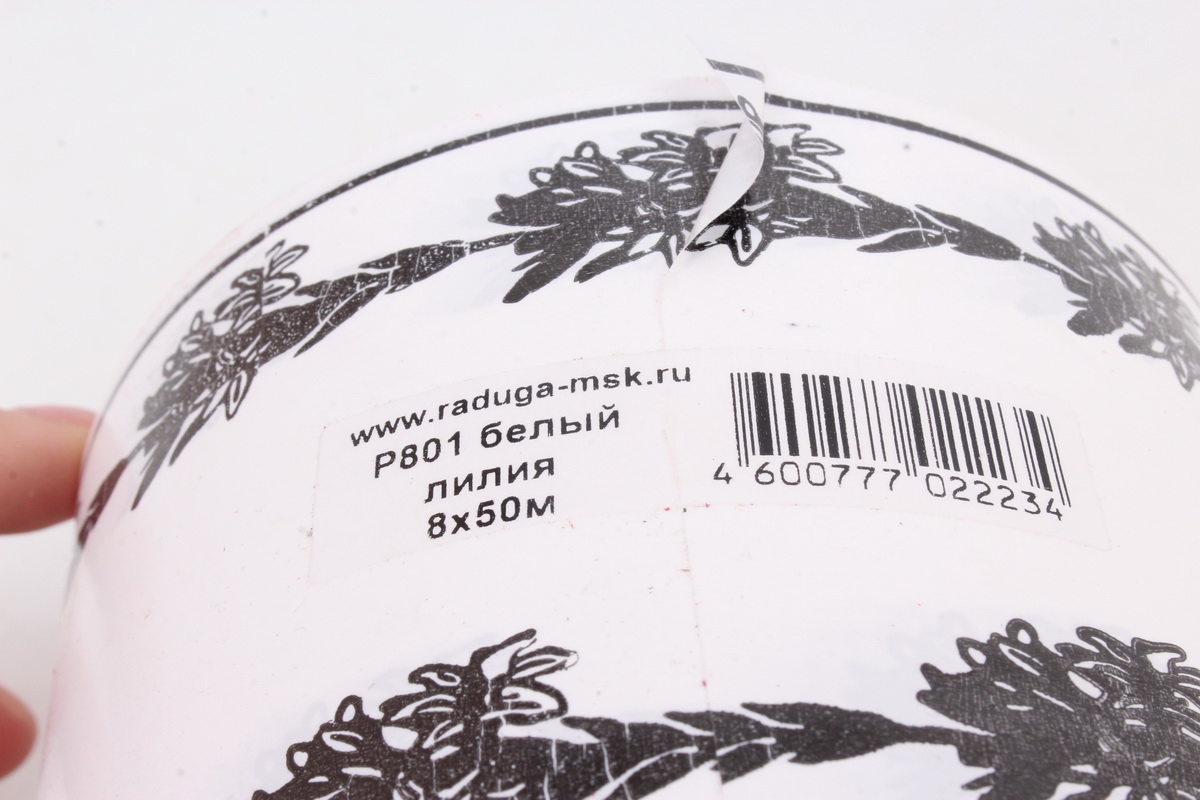 www.raduga-msk.ru
Р801 белый
лилия
8х50м
4 600777 022234